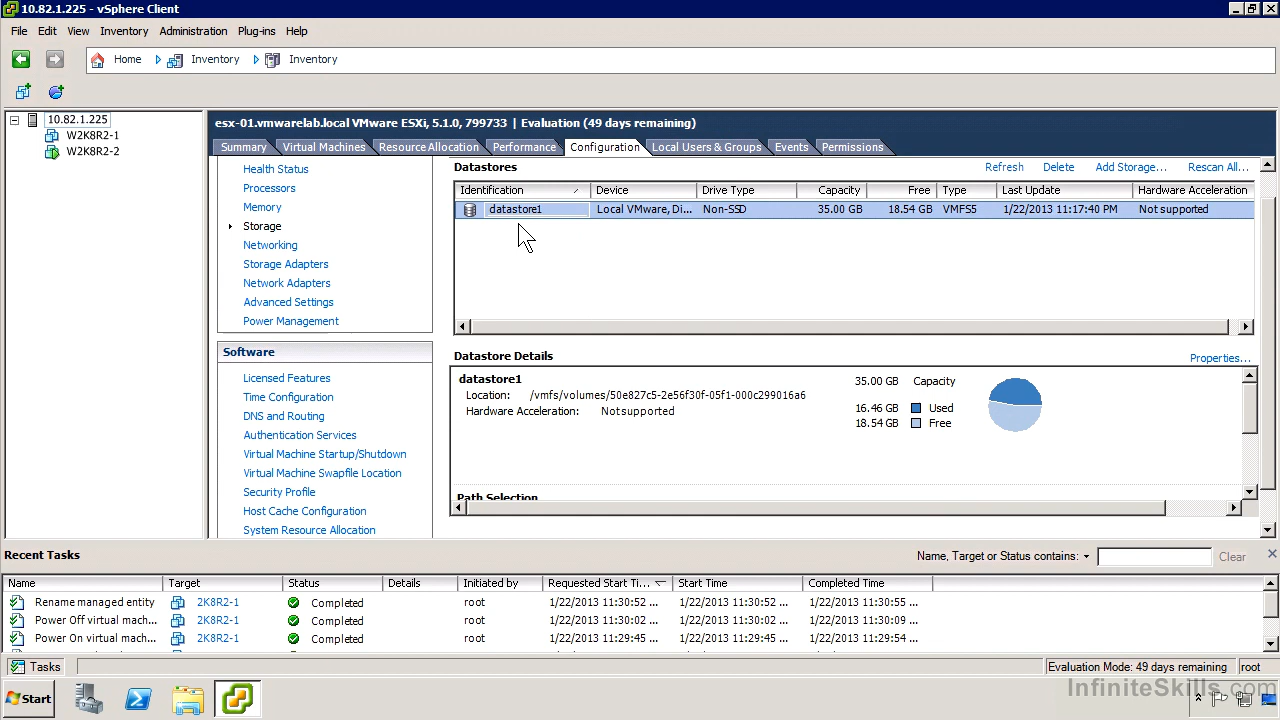 10.82.1.225 - vSphere Client
File Edit View Inventory Administration Plug-ins Help
Home Inventory Inventory
10.82.1.225
W2K8R2-1
W2K8R2-2
esx-01.vmwarelab.local VMware ESXi, 5.1.0, 799733 | Evaluation (49 days remaining)
Summary Virtual Machines Resource Allocation Performance Configuration Local Users & Groups Events Permissions
Health Status
Processors
Memory
Storage
Networking
Storage Adapters
Network Adapters
Advanced Settings
Power Management
Software
Licensed Features
Time Configuration
DNS and Routing
Authentication Services
Virtual Machine Startup/Shutdown
Virtual Machine Swapfile Location
Security Profile
Host Cache Configuration
System Resource Allocation
Datastores Refresh Delete Add Storage... Rescan All...
Identification Device Drive Type Capacity Free Type Last Update Hardware Acceleration
datastore1 Local VMware, Di... Non-SSD 35.00 GB 18.54 GB VMFS5 1/22/2013 11:17:40 PM Not supported
Datastore Details Properties...
datastore1 35.00 GB Capacity
Location: /vmfs/volumes/50e827c5-2e56f30f-05f1-000c299016a6
Hardware Acceleration: Not supported
16.46 GB Used
18.54 GB Free
Path Selection
Recent Tasks Name, Target or Status contains: Clear
Name Target Status Details Initiated by Requested Start Ti... Start Time Completed Time
Rename managed entity 2K8R2-1 Completed root 1/22/2013 11:30:52 ... 1/22/2013 11:30:52 ... 1/22/2013 11:30:55 ...
Power Off virtual mach... 2K8R2-1 Completed root 1/22/2013 11:30:02 ... 1/22/2013 11:30:02 ... 1/22/2013 11:30:09 ...
Power On virtual mach... 2K8R2-1 Completed root 1/22/2013 11:29:45 ... 1/22/2013 11:29:45 ... 1/22/2013 11:29:54 ...
Tasks Evaluation Mode: 49 days remaining root
Start
InfiniteSkills.com